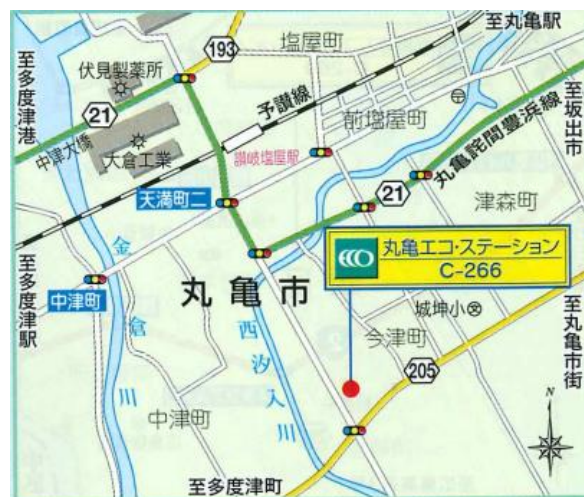 至丸亀駅
193
塩屋町
伏見製薬所
至多度津港
21
予讃線
至坂出市
中津大橋
大倉工業
前塩屋町
讃岐塩屋駅
丸亀詫間豊浜線
天満町二
21
津森町
金倉川
丸亀エコ・ステーション
C-266
至多度津駅
中津町
丸亀市
城坤小
至丸亀市街
西汐入川
今津町
205
中津町
N
至多度津町